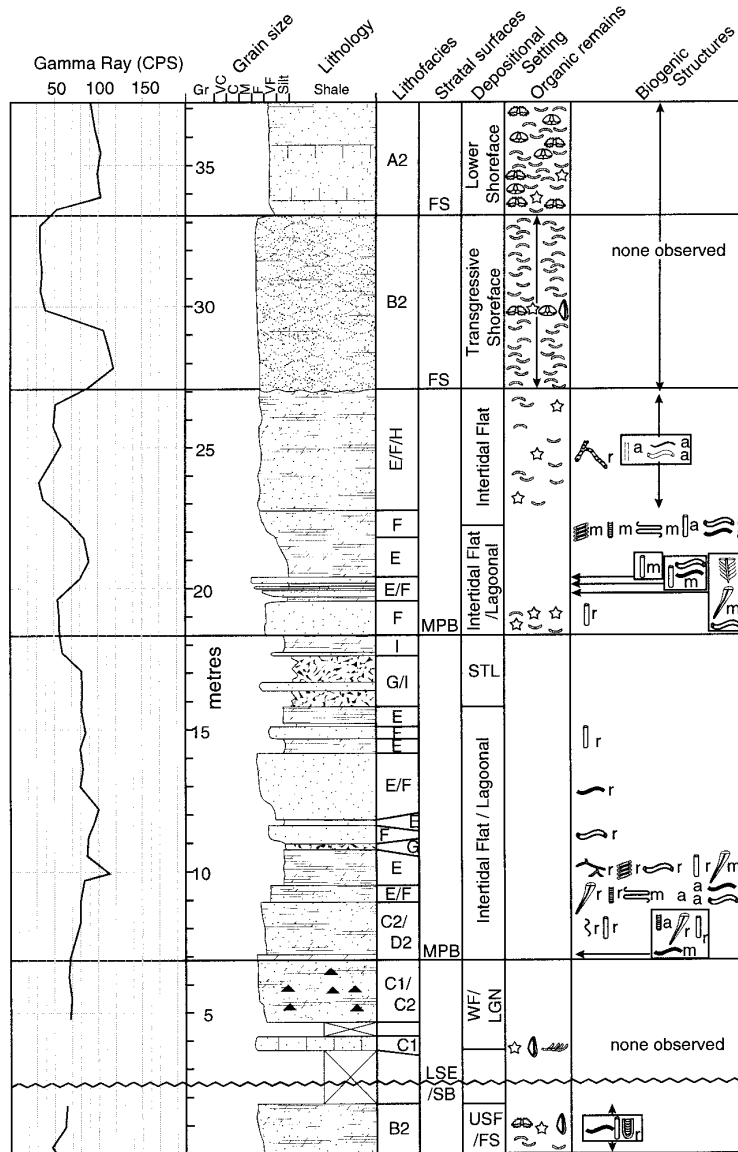 Gamma Ray (CPS)
50 100 150
Grain size
Lithology
Lithofacies
Stratal surfaces
Depositional Setting
Organic remains
Biogenic Structures
Gr VC C M F VF Silt Shale
35
A2
FS
Lower Shoreface
none observed
30
B2
FS
Transgressive Shoreface
25
E/F/H
Intertidal Flat
r a a a
F
m m m a
E
Intertidal Flat /Lagoonal
m m
E/F
m
20
F
MPB
r
metres
I
G/I
STL
E
15
F
E
r
E/F
r
E
F
r
G
10
E
r r r r m
E/F
r r m a a a
Intertidal Flat / Lagoonal
C2/ D2
r r a r r m
MPB
C1/ C2
WF/ LGN
5
C1
none observed
LSE /SB
B2
USF /FS
r